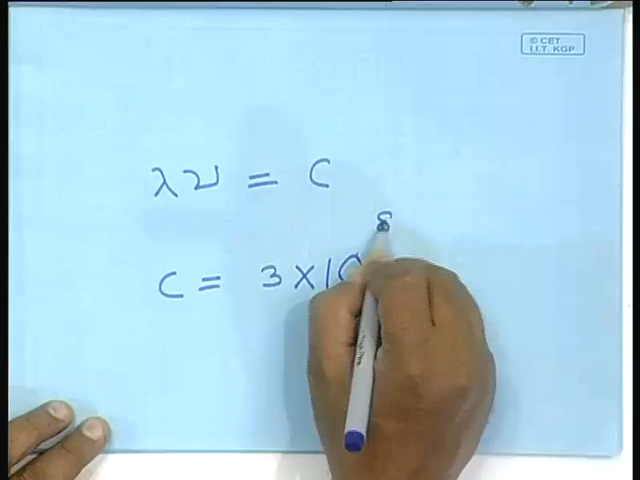 © CET
I.I.T. KGP
λν = C
C = 3×10⁸